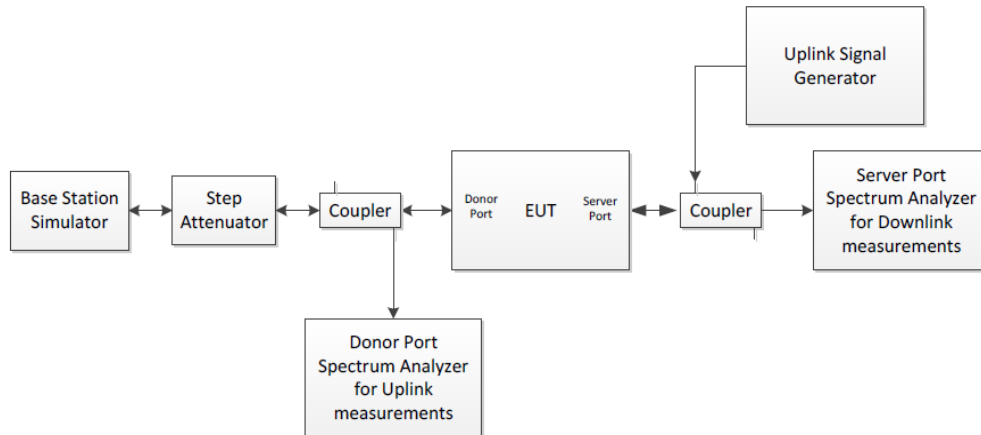 Uplink Signal
Generator
Base Station
Simulator
Step
Attenuator
Coupler
Donor
Port
EUT
Server
Port
Coupler
Server Port
Spectrum Analyzer
for Downlink
measurements
Donor Port
Spectrum Analyzer
for Uplink
measurements